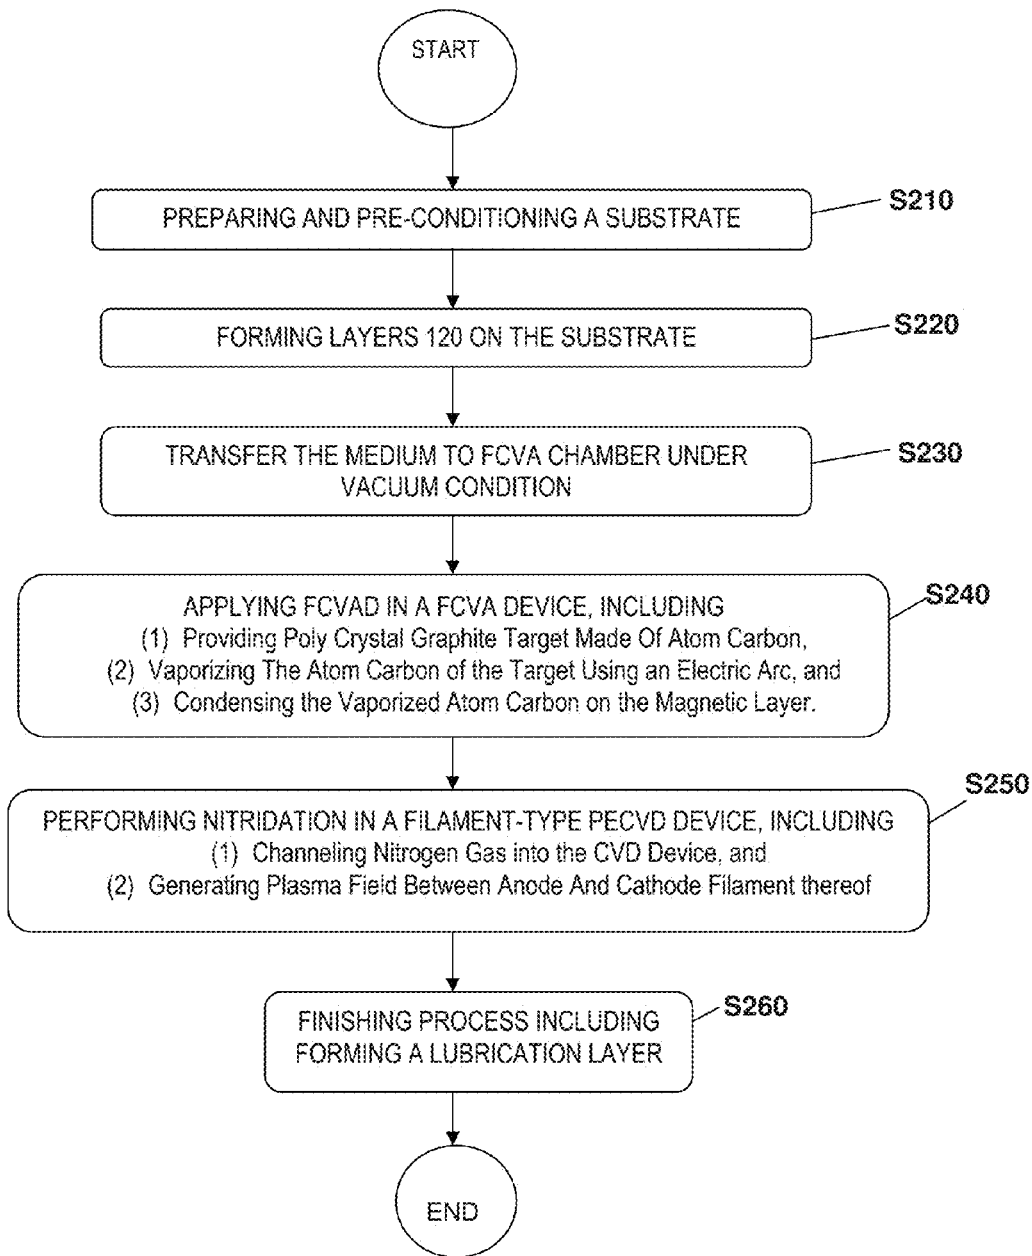 START
PREPARING AND PRE-CONDITIONING A SUBSTRATE
S210
FORMING LAYERS 120 ON THE SUBSTRATE
S220
TRANSFER THE MEDIUM TO FCVA CHAMBER UNDER
VACUUM CONDITION
S230
APPLYING FCVAD IN A FCVA DEVICE, INCLUDING
(1) Providing Poly Crystal Graphite Target Made Of Atom Carbon,
(2) Vaporizing The Atom Carbon of the Target Using an Electric Arc, and
(3) Condensing the Vaporized Atom Carbon on the Magnetic Layer.
S240
PERFORMING NITRIDATION IN A FILAMENT-TYPE PECVD DEVICE, INCLUDING
(1) Channeling Nitrogen Gas into the CVD Device, and
(2) Generating Plasma Field Between Anode And Cathode Filament thereof
S250
FINISHING PROCESS INCLUDING
FORMING A LUBRICATION LAYER
S260
END